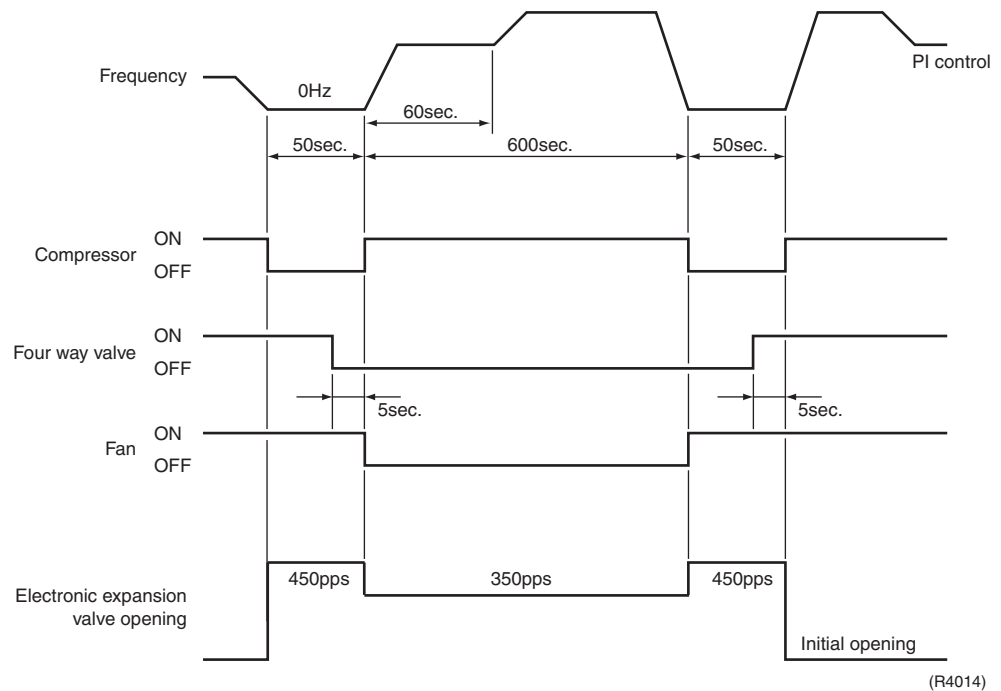 PI control
Frequency
0Hz
60sec.
50sec.
600sec.
50sec.
Compressor
ON
OFF
Four way valve
ON
OFF
5sec.
5sec.
Fan
ON
OFF
Electronic expansion
valve opening
450pps
350pps
450pps
Initial opening
(R4014)